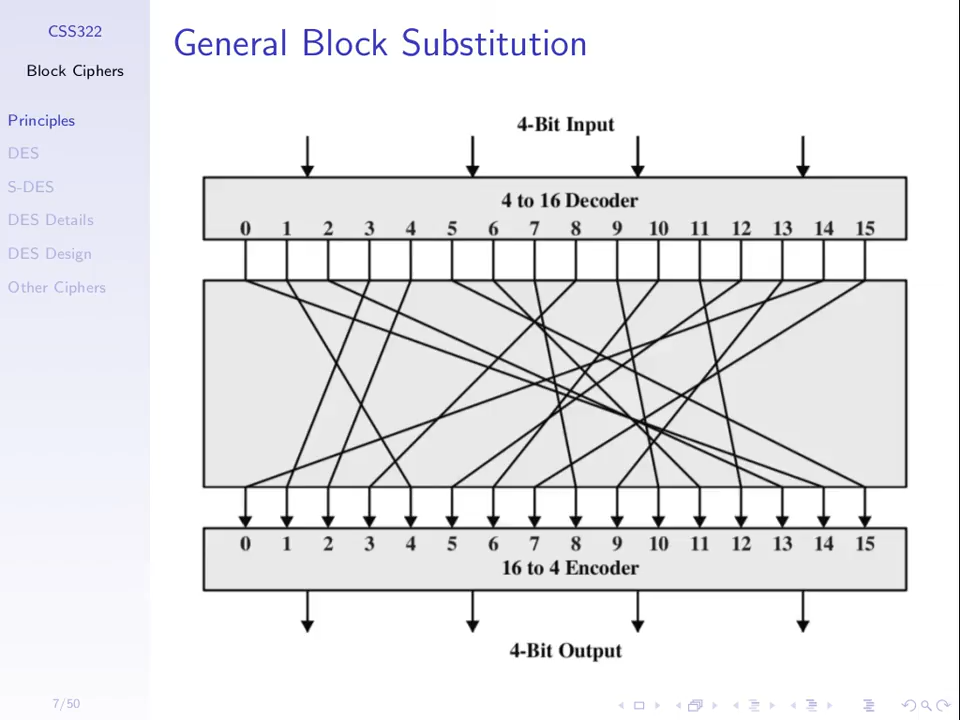 CSS322
Block Ciphers
Principles
DES
S-DES
DES Details
DES Design
Other Ciphers
7/50
General Block Substitution
4-Bit Input
4 to 16 Decoder
0 1 2 3 4 5 6 7 8 9 10 11 12 13 14 15
0 1 2 3 4 5 6 7 8 9 10 11 12 13 14 15
16 to 4 Encoder
4-Bit Output